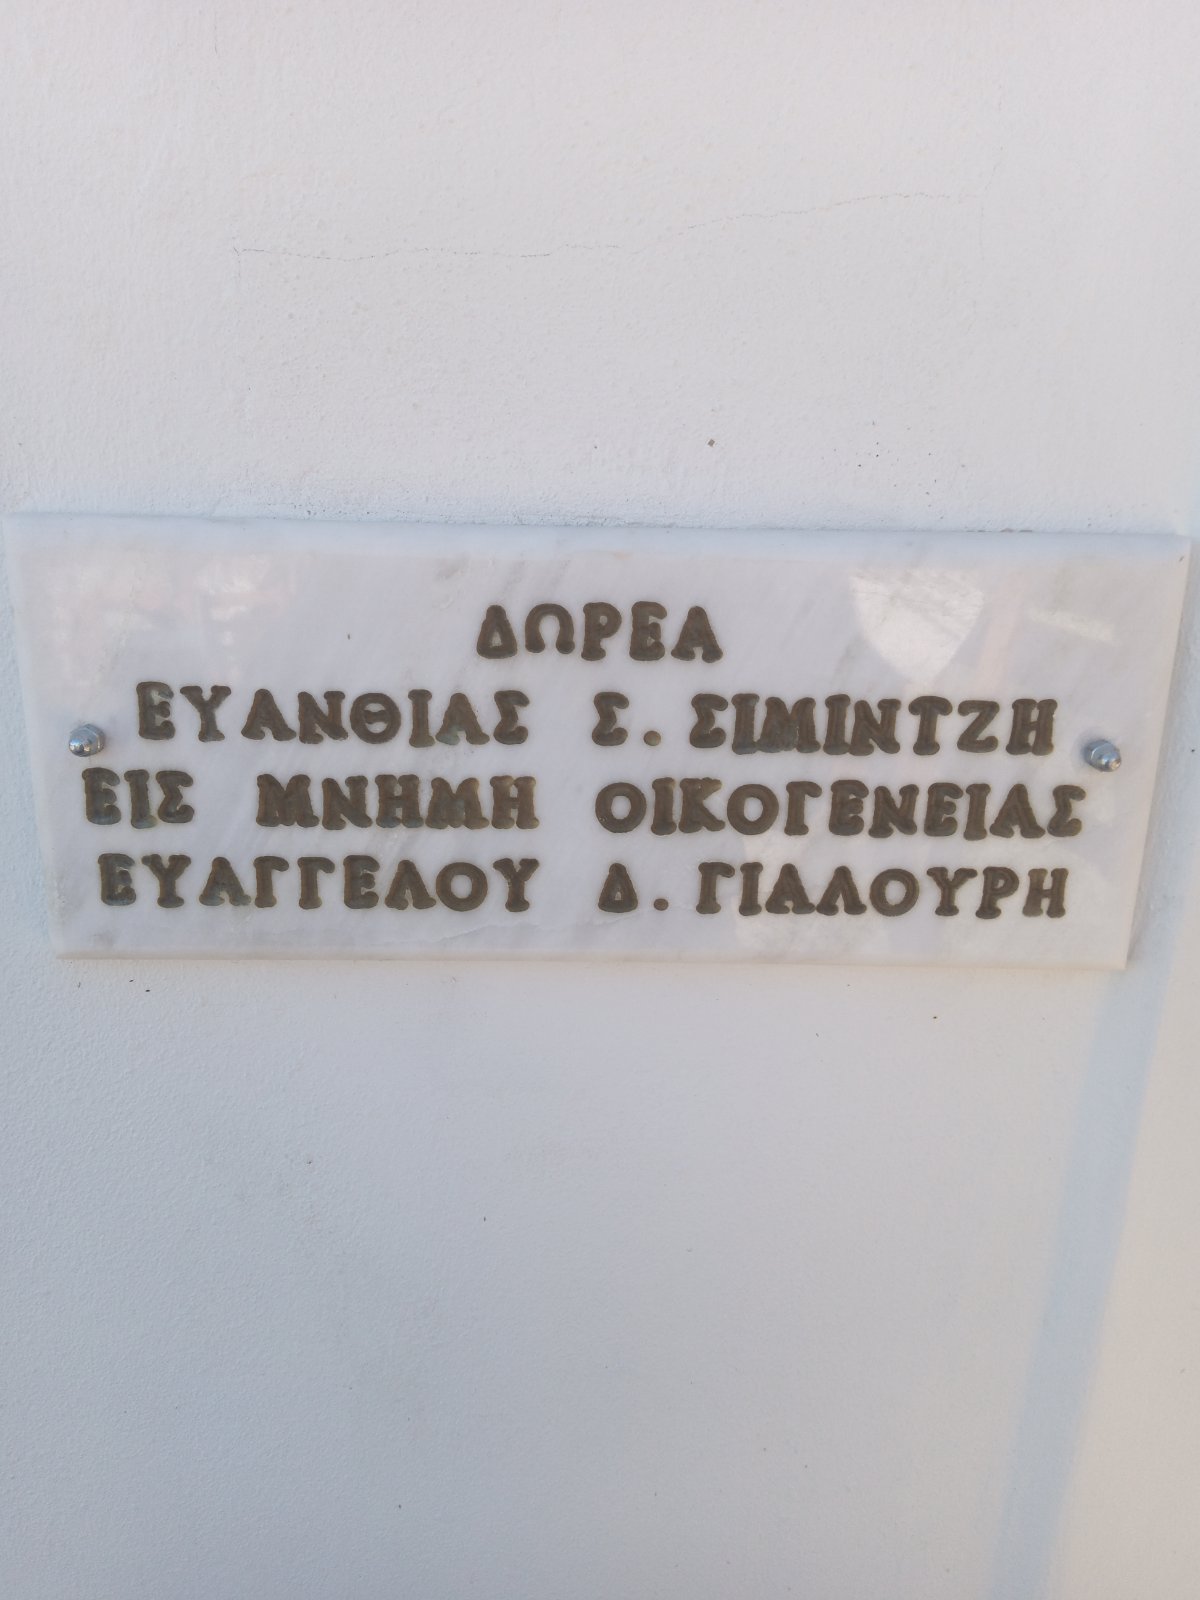 ΔΩΡΕΑ
ΕΥΑΝΘΙΑΣ Σ. ΣΙΜΙΝΤΖΗ
ΕΙΣ ΜΝΗΜΗ ΟΙΚΟΓΕΝΕΙΑΣ
ΕΥΑΓΓΕΛΟΥ Δ. ΓΙΑΛΟΥΡΗ